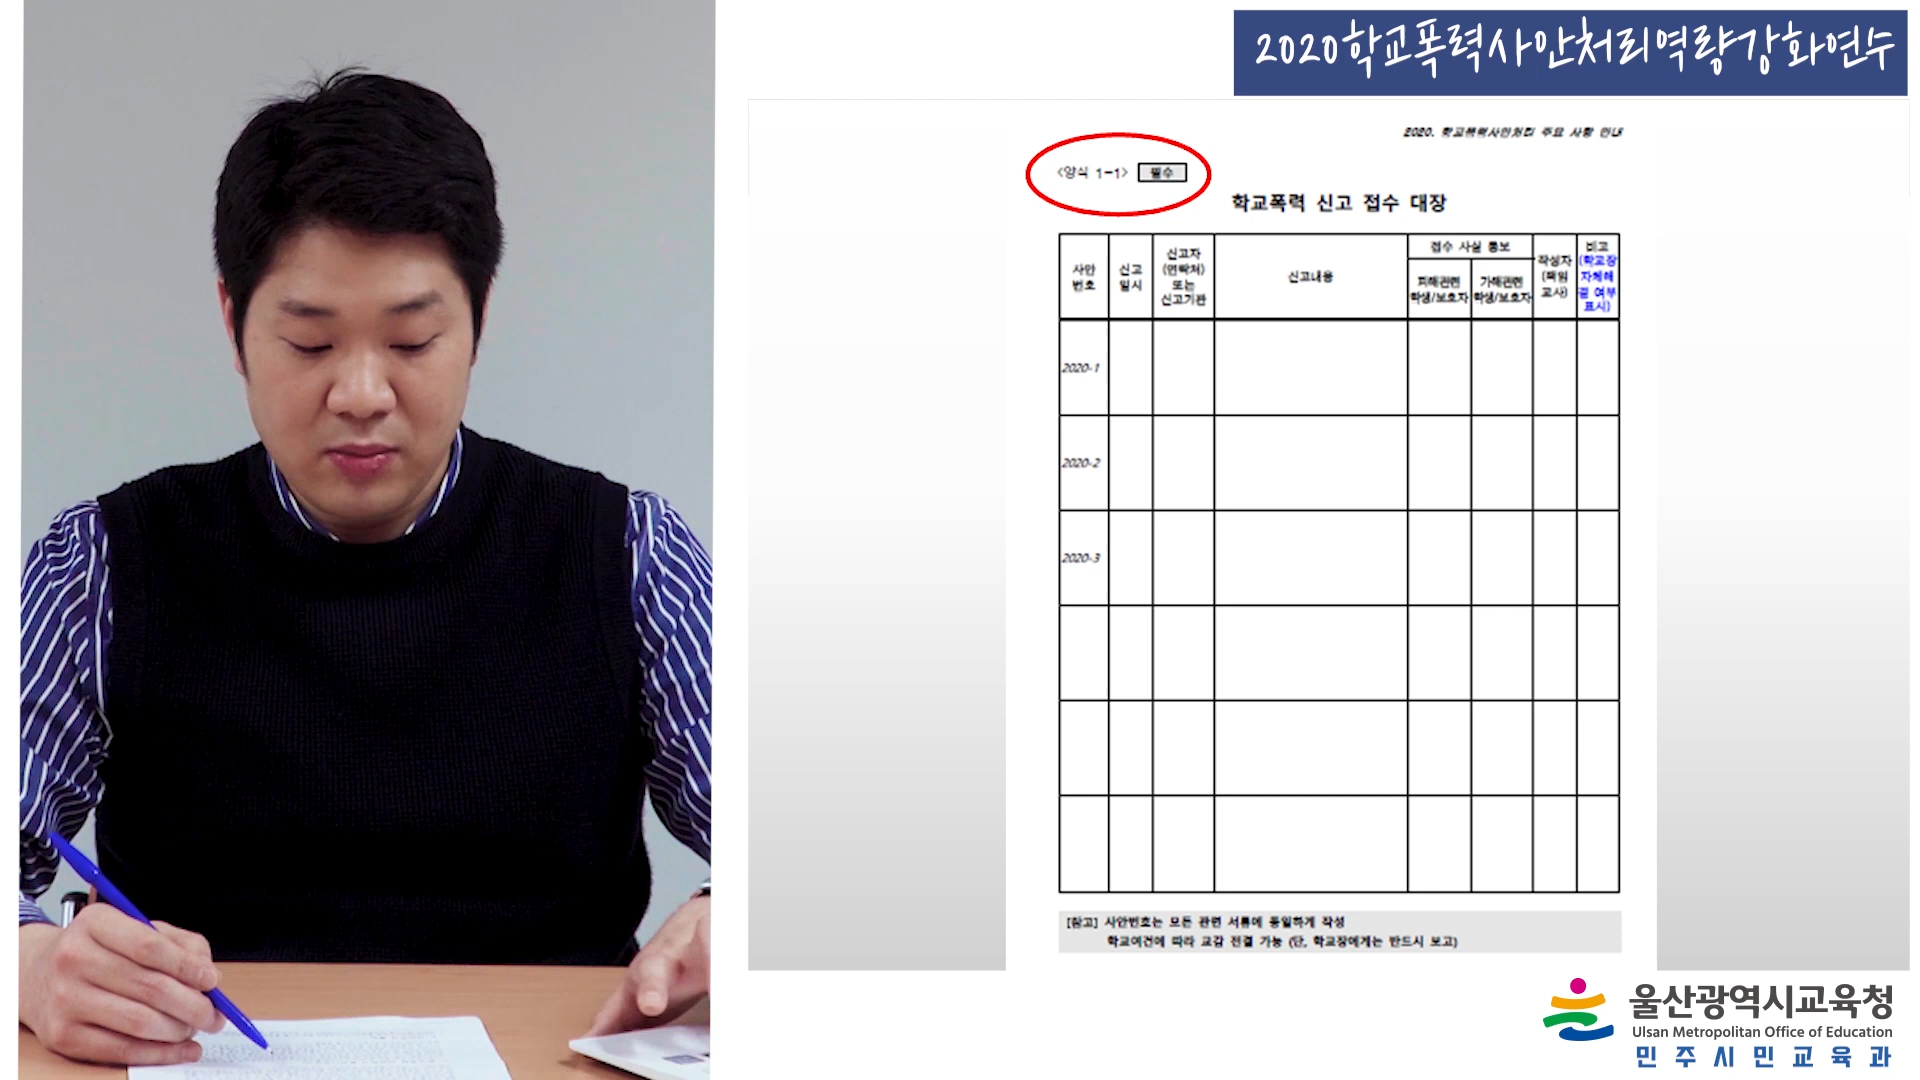 2020학교폭력사안처리역량강화연수
2020. 학교폭력사안처리 주요 사항 안내
<양식 1-1> 필수
학교폭력 신고 접수 대장
사안
번호
신고
일시
신고자
(연락처)
또는
신고기관
신고내용
접수 사실 통보
피해관련
학생/보호자
가해관련
학생/보호자
작성자
(책임
교사)
비고
(학교장
자체해
결 여부
표시)
2020-1
2020-2
2020-3
[참고] 사안번호는 모든 관련 서류에 동일하게 작성
학교여건에 따라 교감 전결 가능 (단, 학교장에게는 반드시 보고)
울산광역시교육청
Ulsan Metropolitan Office of Education
민주시민교육과